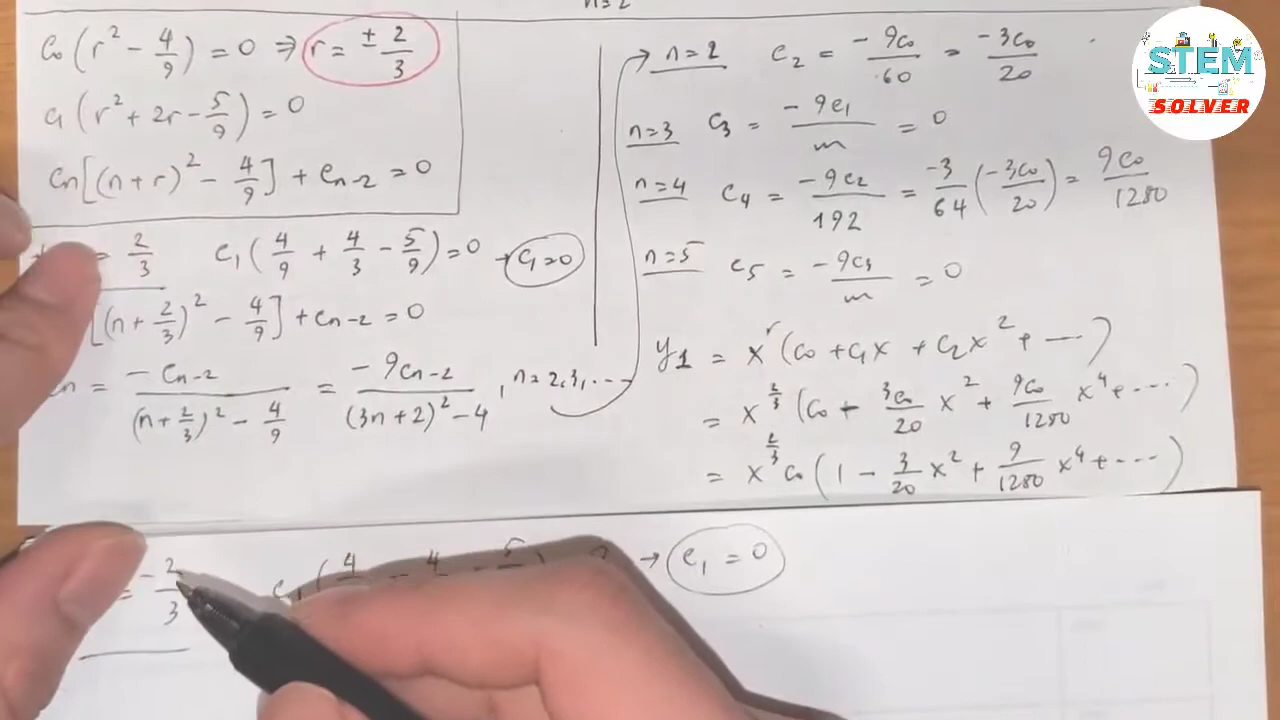 n=2
C₀(r² - 4/9) = 0 ⇒ r = ± 2/3
C₁(r² + 2r - 5/9) = 0
Cn[(n+r)² - 4/9] + Cn-2 = 0
= 2/3 C₁(4/9 + 4/3 - 5/9) = 0 → C₁=0
[(n + 2/3)² - 4/9] + Cn-2 = 0
n = -Cn-2 / ((n+2/3)² - 4/9) = -9Cn-2 / ((3n+2)² - 4), n=2,3,...
n=2 C₂ = -9C₀/60 = -3C₀/20
n=3 C₃ = -9C₁/m = 0
n=4 C₄ = -9C₂/192 = -3/64 (-3C₀/20) = 9C₀/1280
n=5 C₅ = -9C₃/m = 0
y1 = x^r (C₀ + C₁x + C₂x² + ---)
= x^2/3 (C₀ - 3C₀/20 x² + 9C₀/1280 x⁴ + ---)
= x^2/3 C₀ (1 - 3/20 x² + 9/1280 x⁴ + ---)
= -2/3 → C₁ = 0
STEM
SOLVER